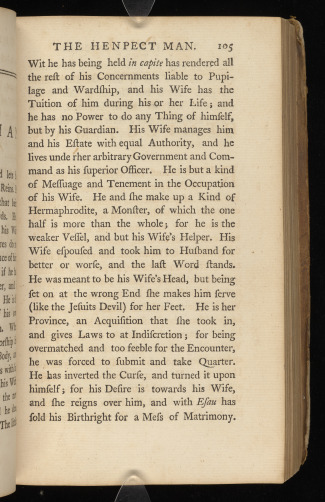 THE HENPECT MAN. 105
Wit he has being held in capite has rendered all
the reſt of his Concernments liable to Pupi-
lage and Wardſhip, and his Wife has the
Tuition of him during his or her Life; and
he has no Power to do any Thing of himſelf,
but by his Guardian. His Wife manages him
and his Eſtate with equal Authority, and he
lives under her arbitrary Government and Com-
mand as his ſuperior Officer. He is but a kind
of Meſſuage and Tenement in the Occupation
of his Wife. He and ſhe make up a Kind of
Hermaphrodite, a Monſter, of which the one
half is more than the whole; for he is the
weaker Veſſel, and but his Wife's Helper. His
Wife eſpouſed and took him to Huſband for
better or worſe, and the laſt Word ſtands.
He was meant to be his Wife's Head, but being
ſet on at the wrong End ſhe makes him ſerve
(like the Jeſuits Devil) for her Feet. He is her
Province, an Acquiſition that ſhe took in,
and gives Laws to at Indiſcretion; for being
overmatched and too feeble for the Encounter,
he was forced to ſubmit and take Quarter.
He has inverted the Curſe, and turned it upon
himſelf; for his Deſire is towards his Wife,
and ſhe reigns over him, and with Eſau has
ſold his Birthright for a Meſs of Matrimony.